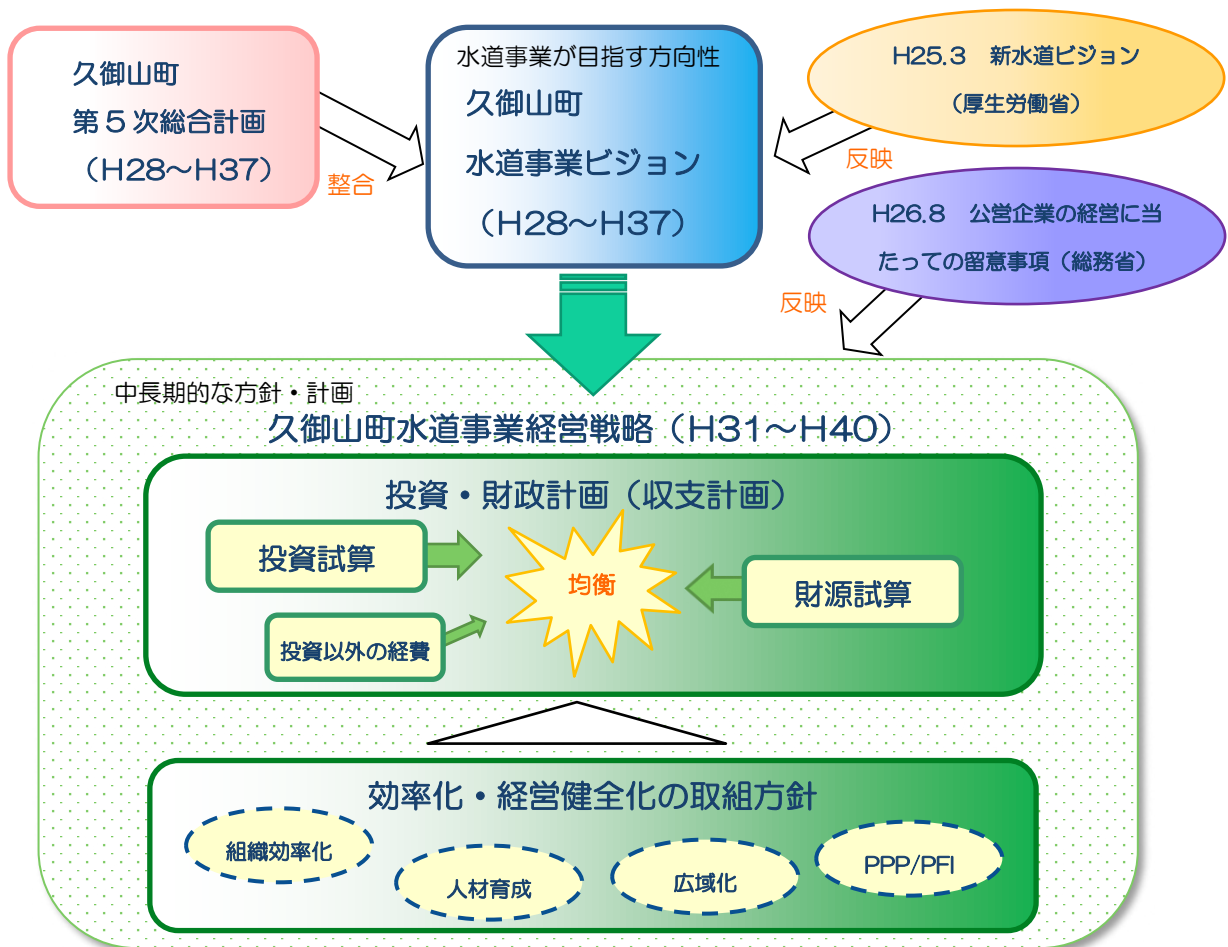 久御山町
第5次総合計画
（H28～H37）
整合
水道事業が目指す方向性
久御山町
水道事業ビジョン
（H28～H37）
H25.3　新水道ビジョン
（厚生労働省）
反映
H26.8　公営企業の経営に当
たっての留意事項（総務省）
反映
中長期的な方針・計画
久御山町水道事業経営戦略（H31～H40）
投資・財政計画（収支計画）
投資試算
均衡
財源試算
投資以外の経費
効率化・経営健全化の取組方針
組織効率化
人材育成
広域化
PPP/PFI